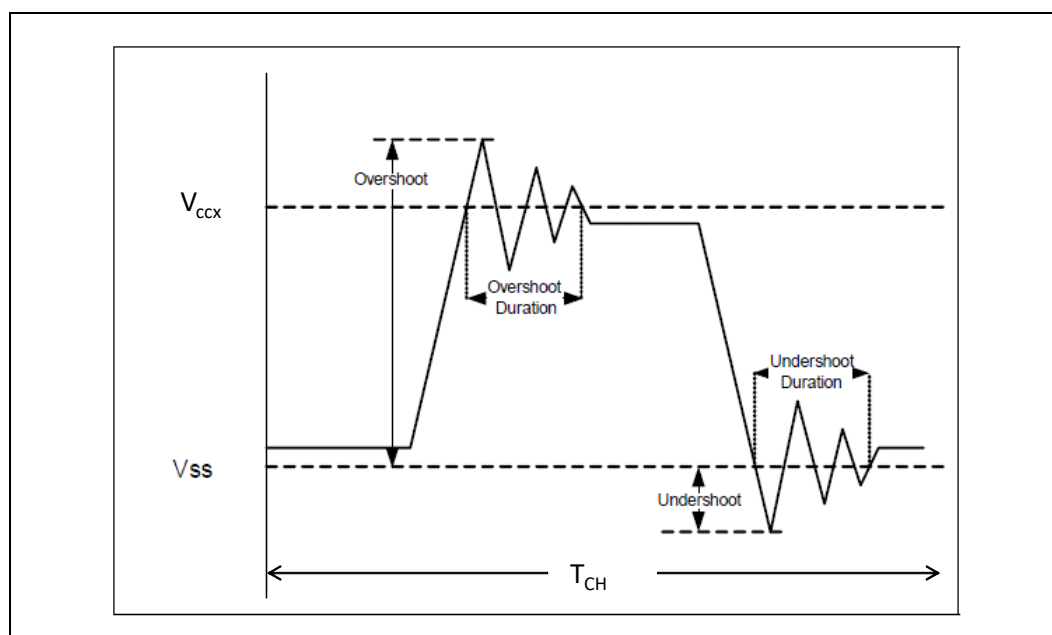 Overshoot
Vccx
Overshoot
Duration
Undershoot
Duration
Vss
Undershoot
TCH